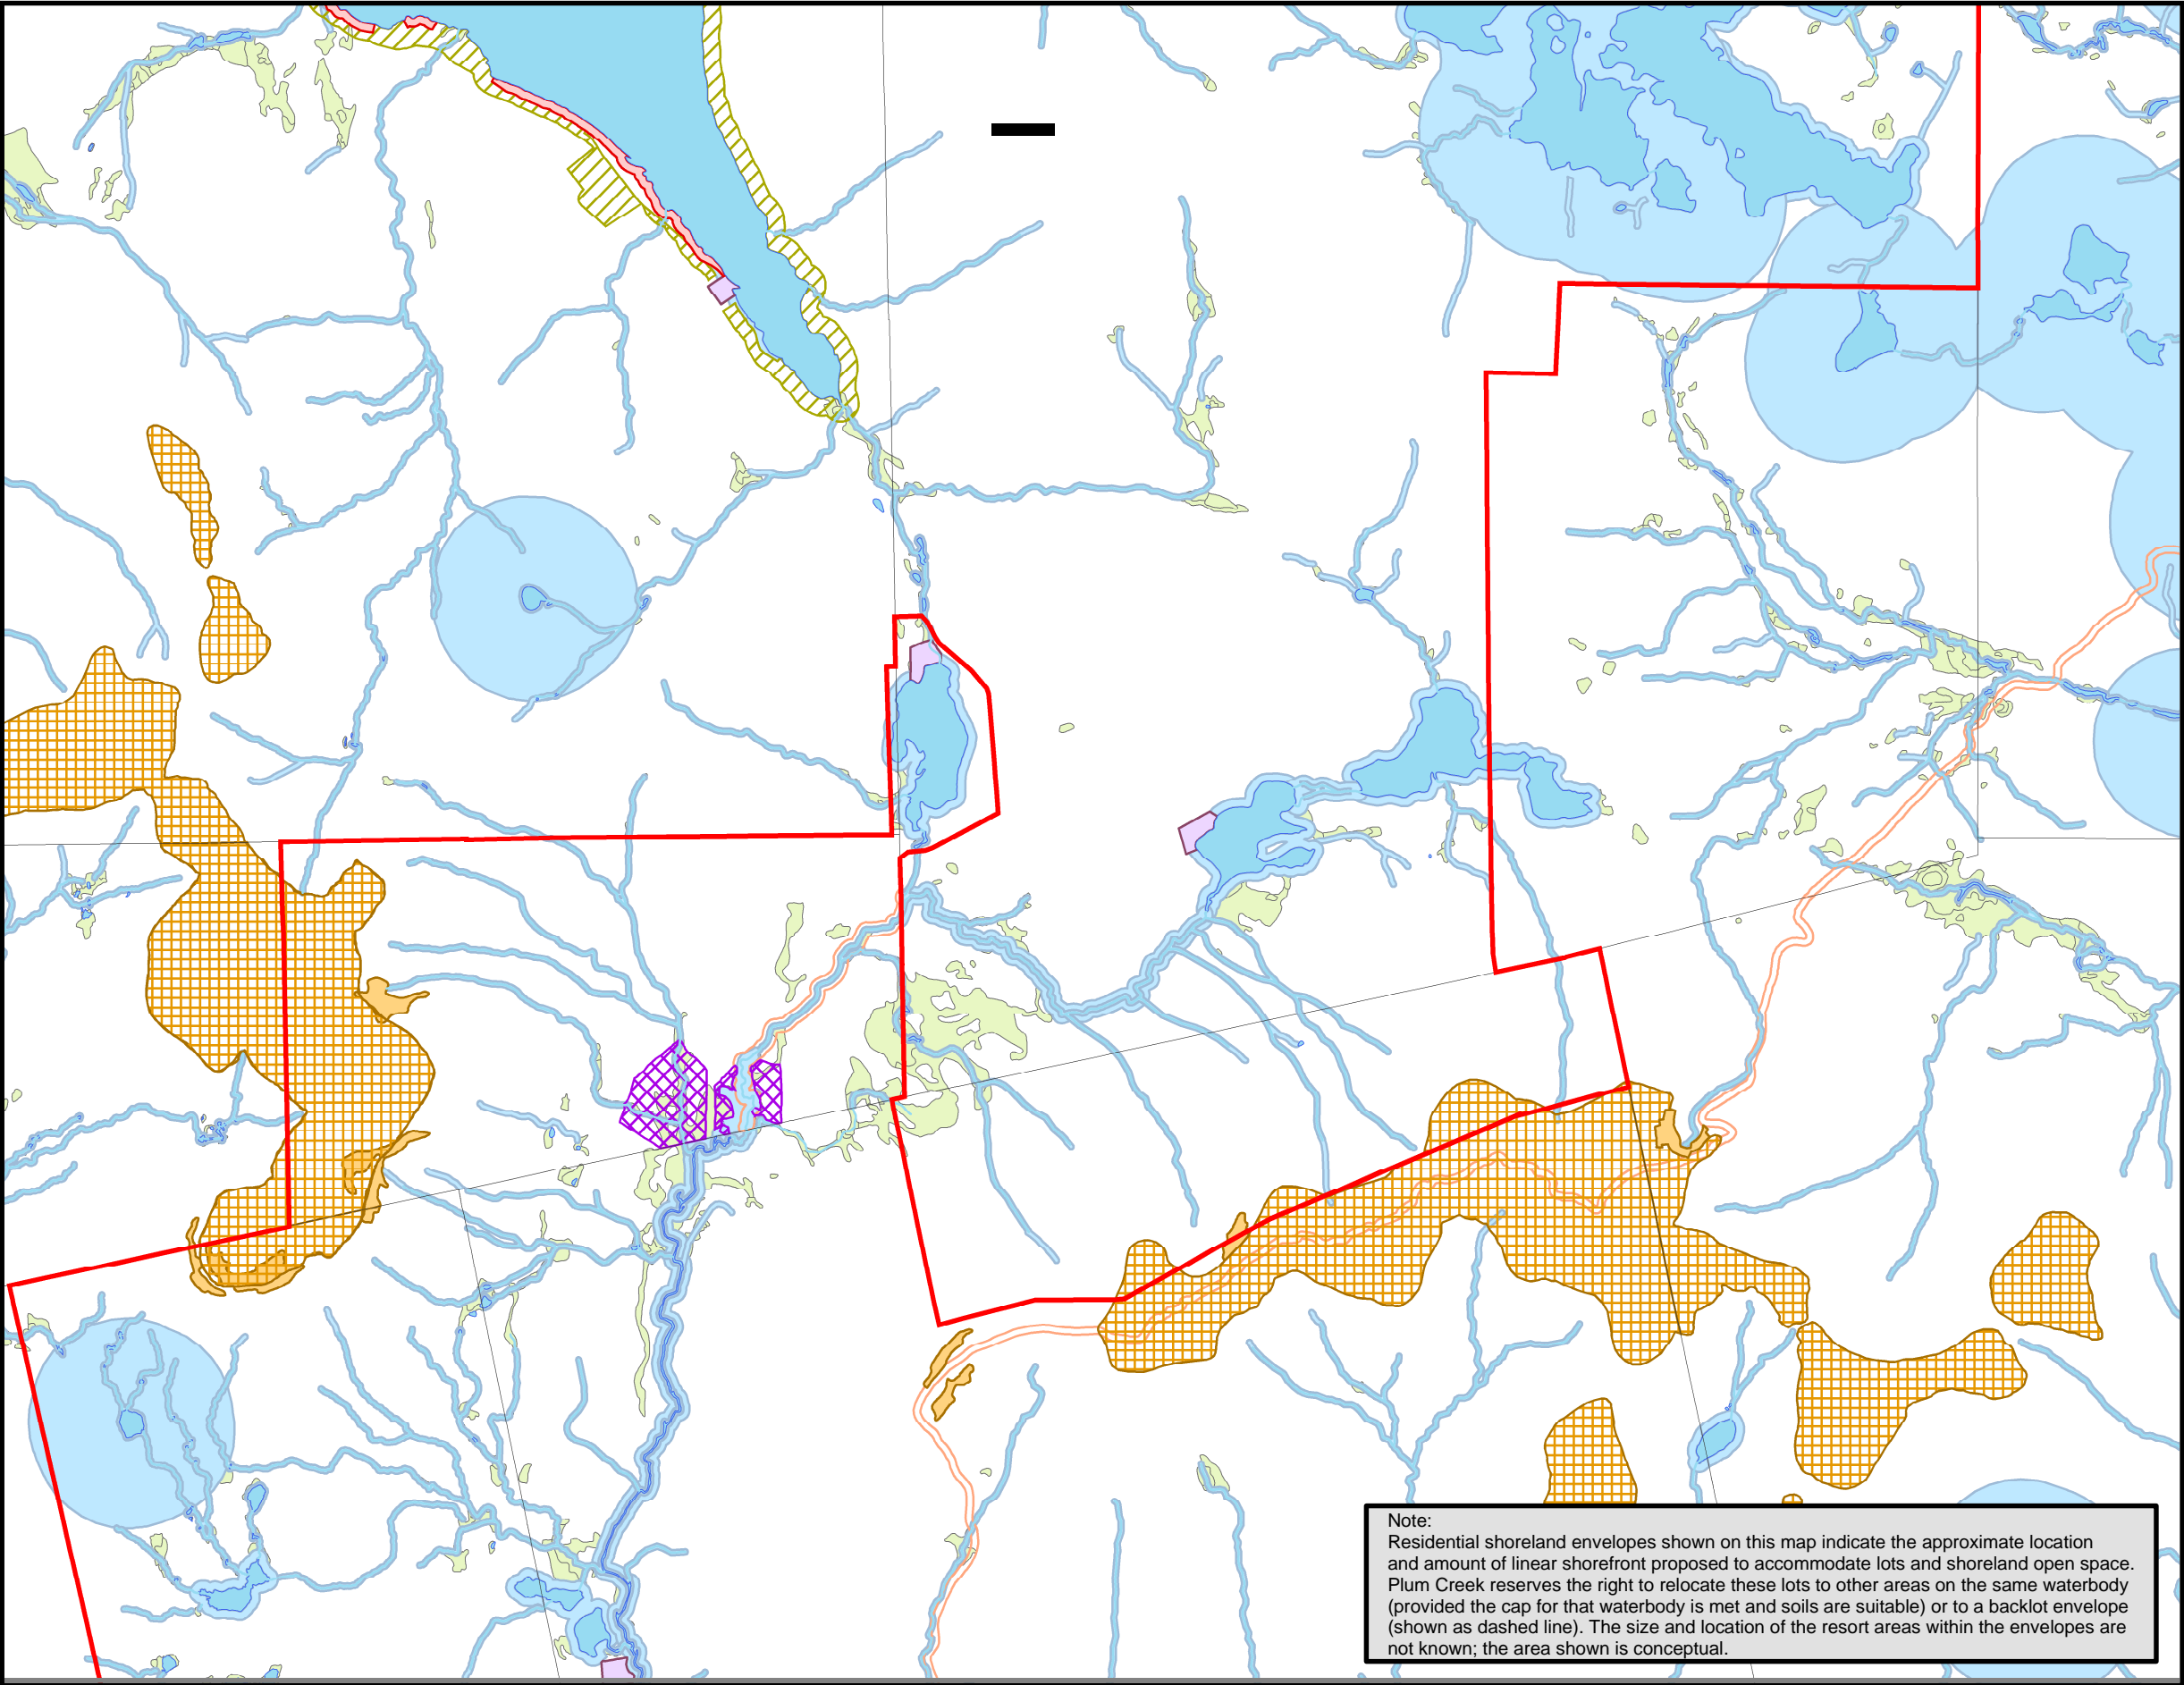 Note:
Residential shoreland envelopes shown on this map indicate the approximate location
and amount of linear shorefront proposed to accommodate lots and shoreland open space.
Plum Creek reserves the right to relocate these lots to other areas on the same waterbody
(provided the cap for that waterbody is met and soils are suitable) or to a backlot envelope
(shown as dashed line). The size and location of the resort areas within the envelopes are
not known; the area shown is conceptual.